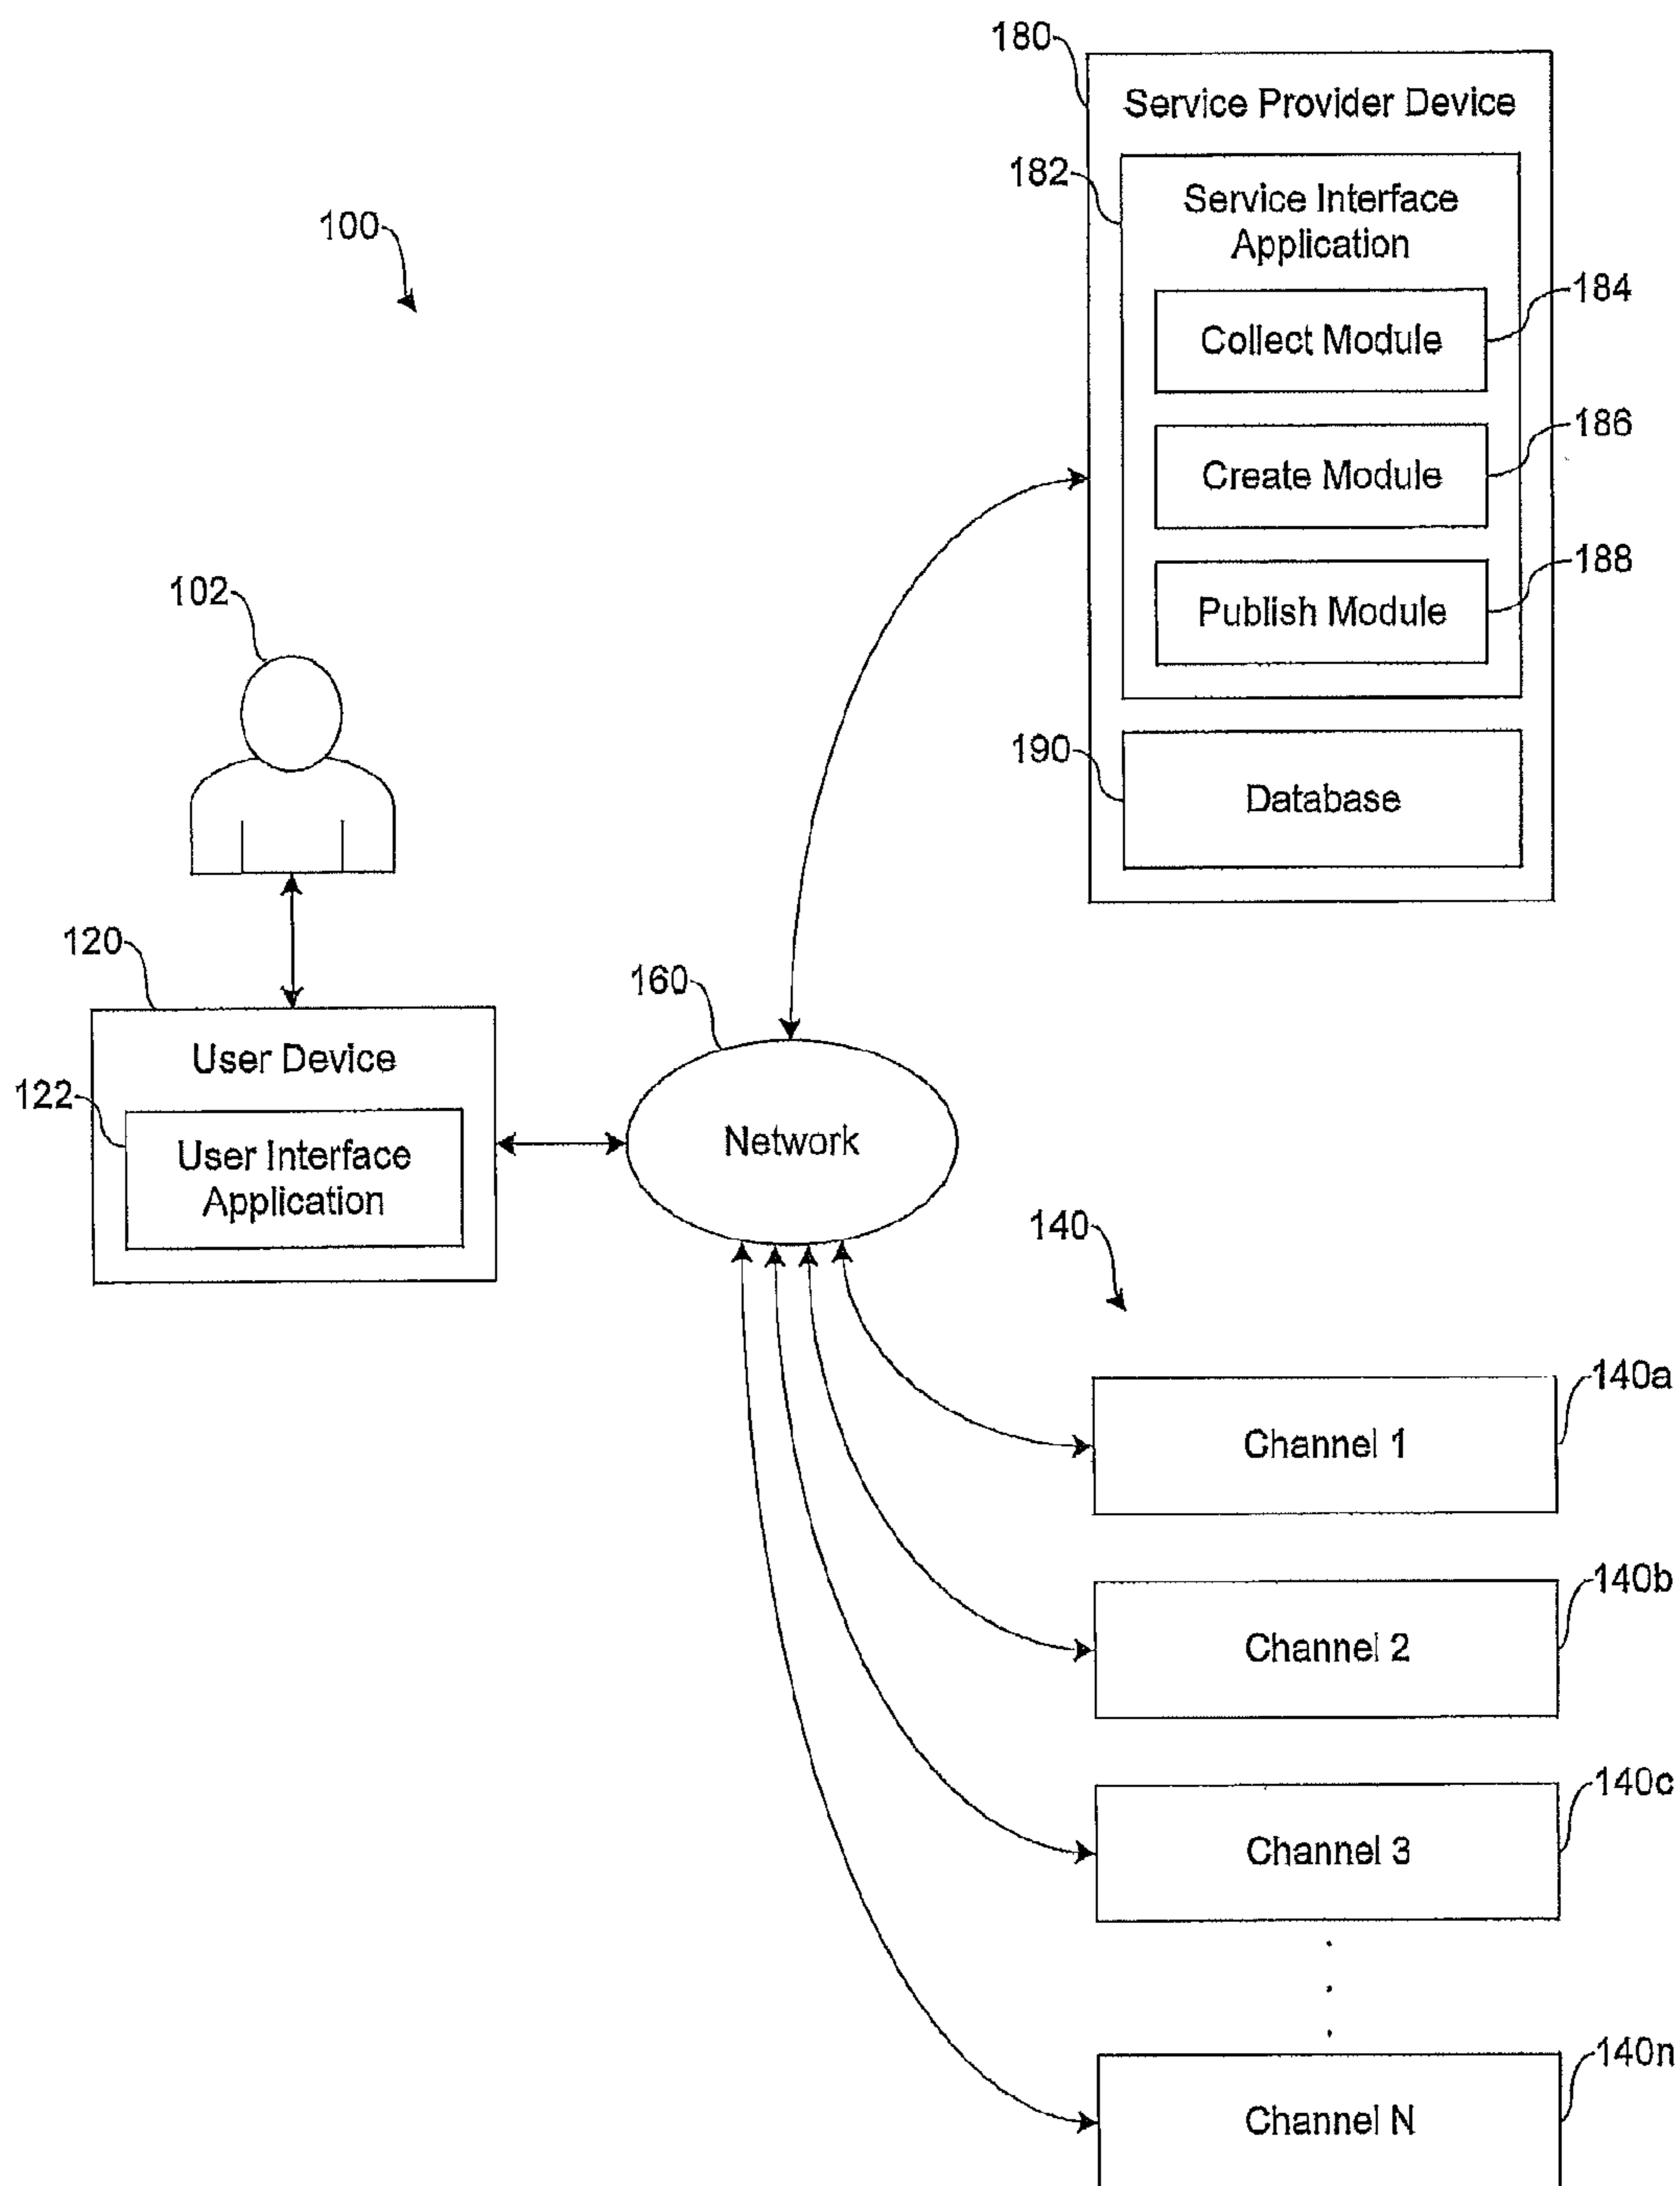 180
Service Provider Device
182
Service Interface
Application
100
184
Collect Module
186
Create Module
188
Publish Module
102
190
Database
120
160
User Device
122
User Interface
Application
Network
140
140a
Channel 1
140b
Channel 2
140c
Channel 3
140n
Channel N